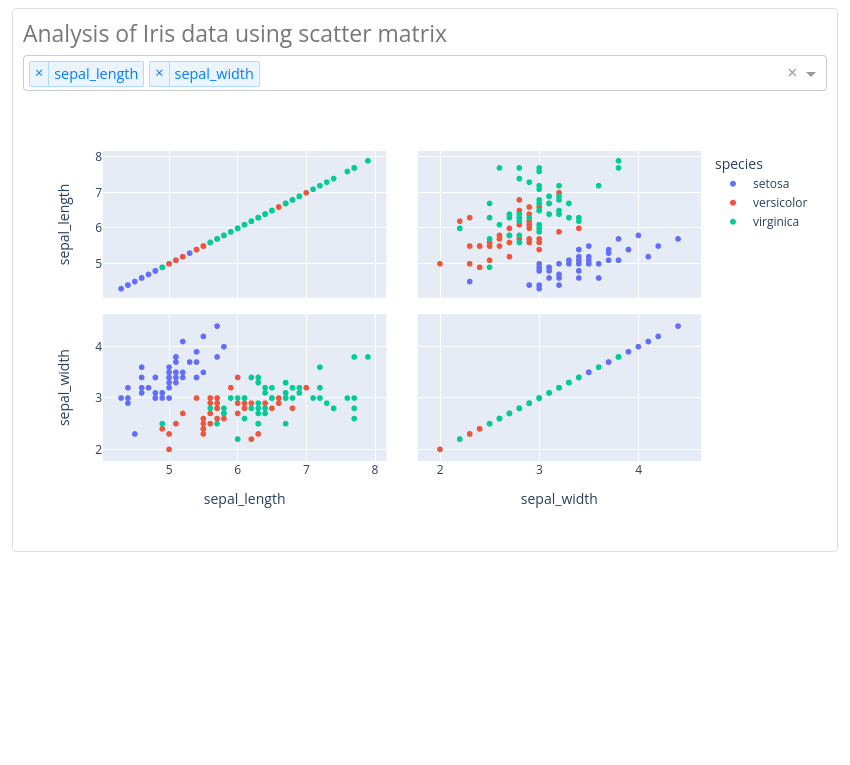 Analysis of Iris data using scatter matrix
× sepal_length × sepal_width ×
8
7
6
5
sepal_length
species
setosa
versicolor
virginica
4
3
2
sepal_width
5 6 7 8
2 3 4
sepal_length
sepal_width